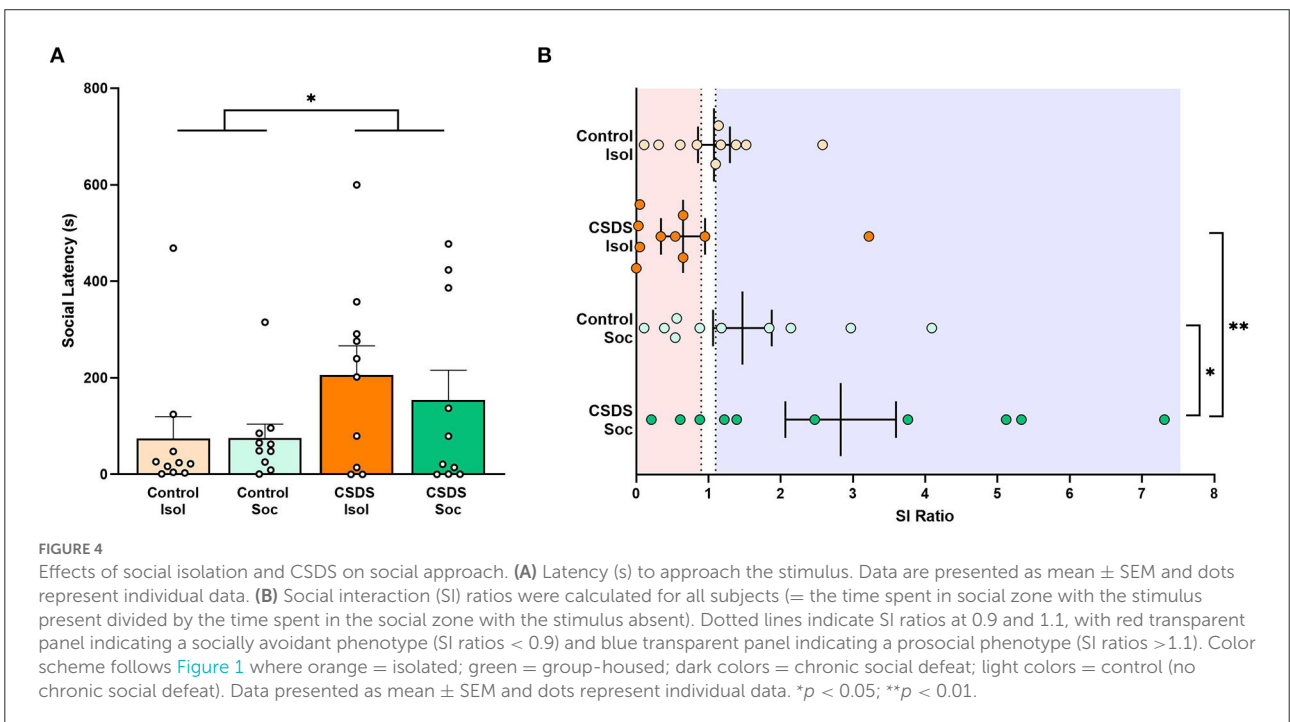 A
B
800
600
400
200
0
Social Latency (s)
*
Control
Isol
Control
Soc
CSDS
Isol
CSDS
Soc
Control
Isol
CSDS
Isol
Control
Soc
CSDS
Soc
*
**
0 1 2 3 4 5 6 7 8
SI Ratio
FIGURE 4
Effects of social isolation and CSDS on social approach. (A) Latency (s) to approach the stimulus. Data are presented as mean ± SEM and dots
represent individual data. (B) Social interaction (SI) ratios were calculated for all subjects (= the time spent in social zone with the stimulus
present divided by the time spent in the social zone with the stimulus absent). Dotted lines indicate SI ratios at 0.9 and 1.1, with red transparent
panel indicating a socially avoidant phenotype (SI ratios < 0.9) and blue transparent panel indicating a prosocial phenotype (SI ratios >1.1). Color
scheme follows Figure 1 where orange = isolated; green = group-housed; dark colors = chronic social defeat; light colors = control (no
chronic social defeat). Data presented as mean ± SEM and dots represent individual data. *p < 0.05; **p < 0.01.